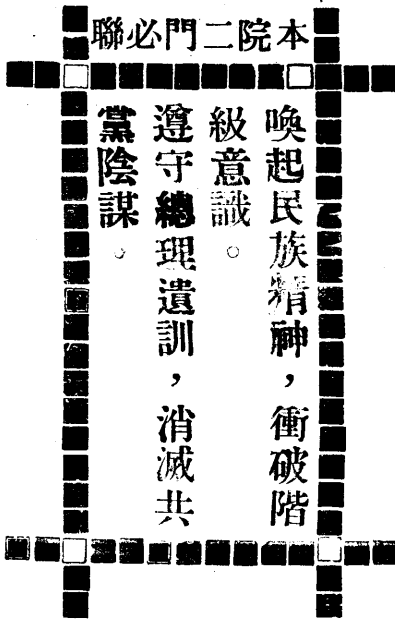 本院二門必聯
喚起民族精神，衝破階
級意識。
遵守總理遺訓，消滅共
黨陰謀。